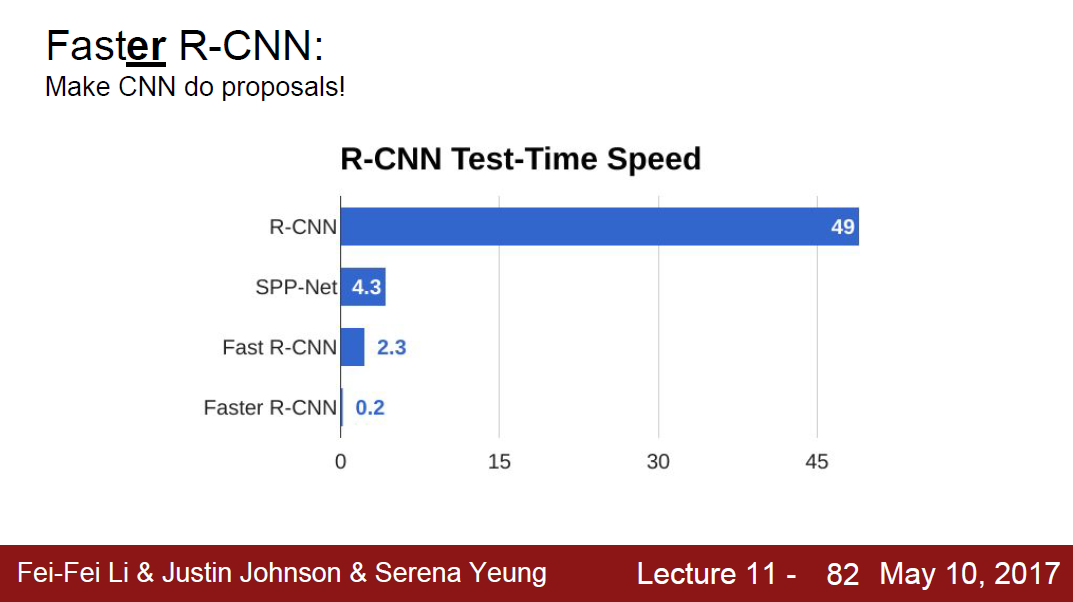 Faster R-CNN:
Make CNN do proposals!
R-CNN Test-Time Speed
R-CNN 49
SPP-Net 4.3
Fast R-CNN 2.3
Faster R-CNN 0.2
0 15 30 45
Fei-Fei Li & Justin Johnson & Serena Yeung Lecture 11 - 82 May 10, 2017